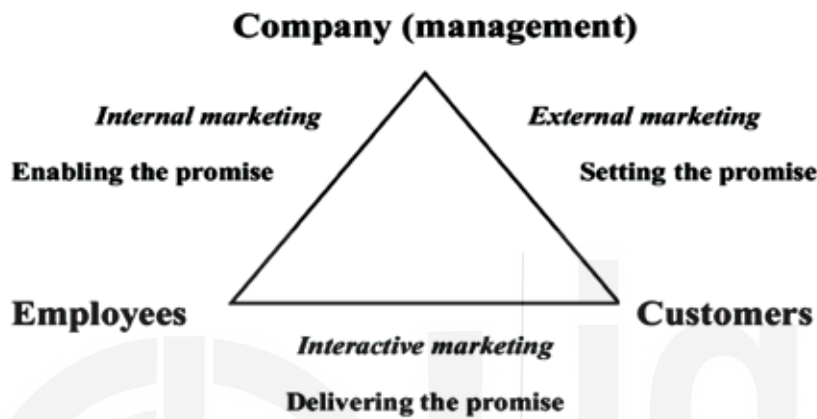 Company (management)
Internal marketing
External marketing
Enabling the promise
Setting the promise
Employees
Customers
Interactive marketing
Delivering the promise